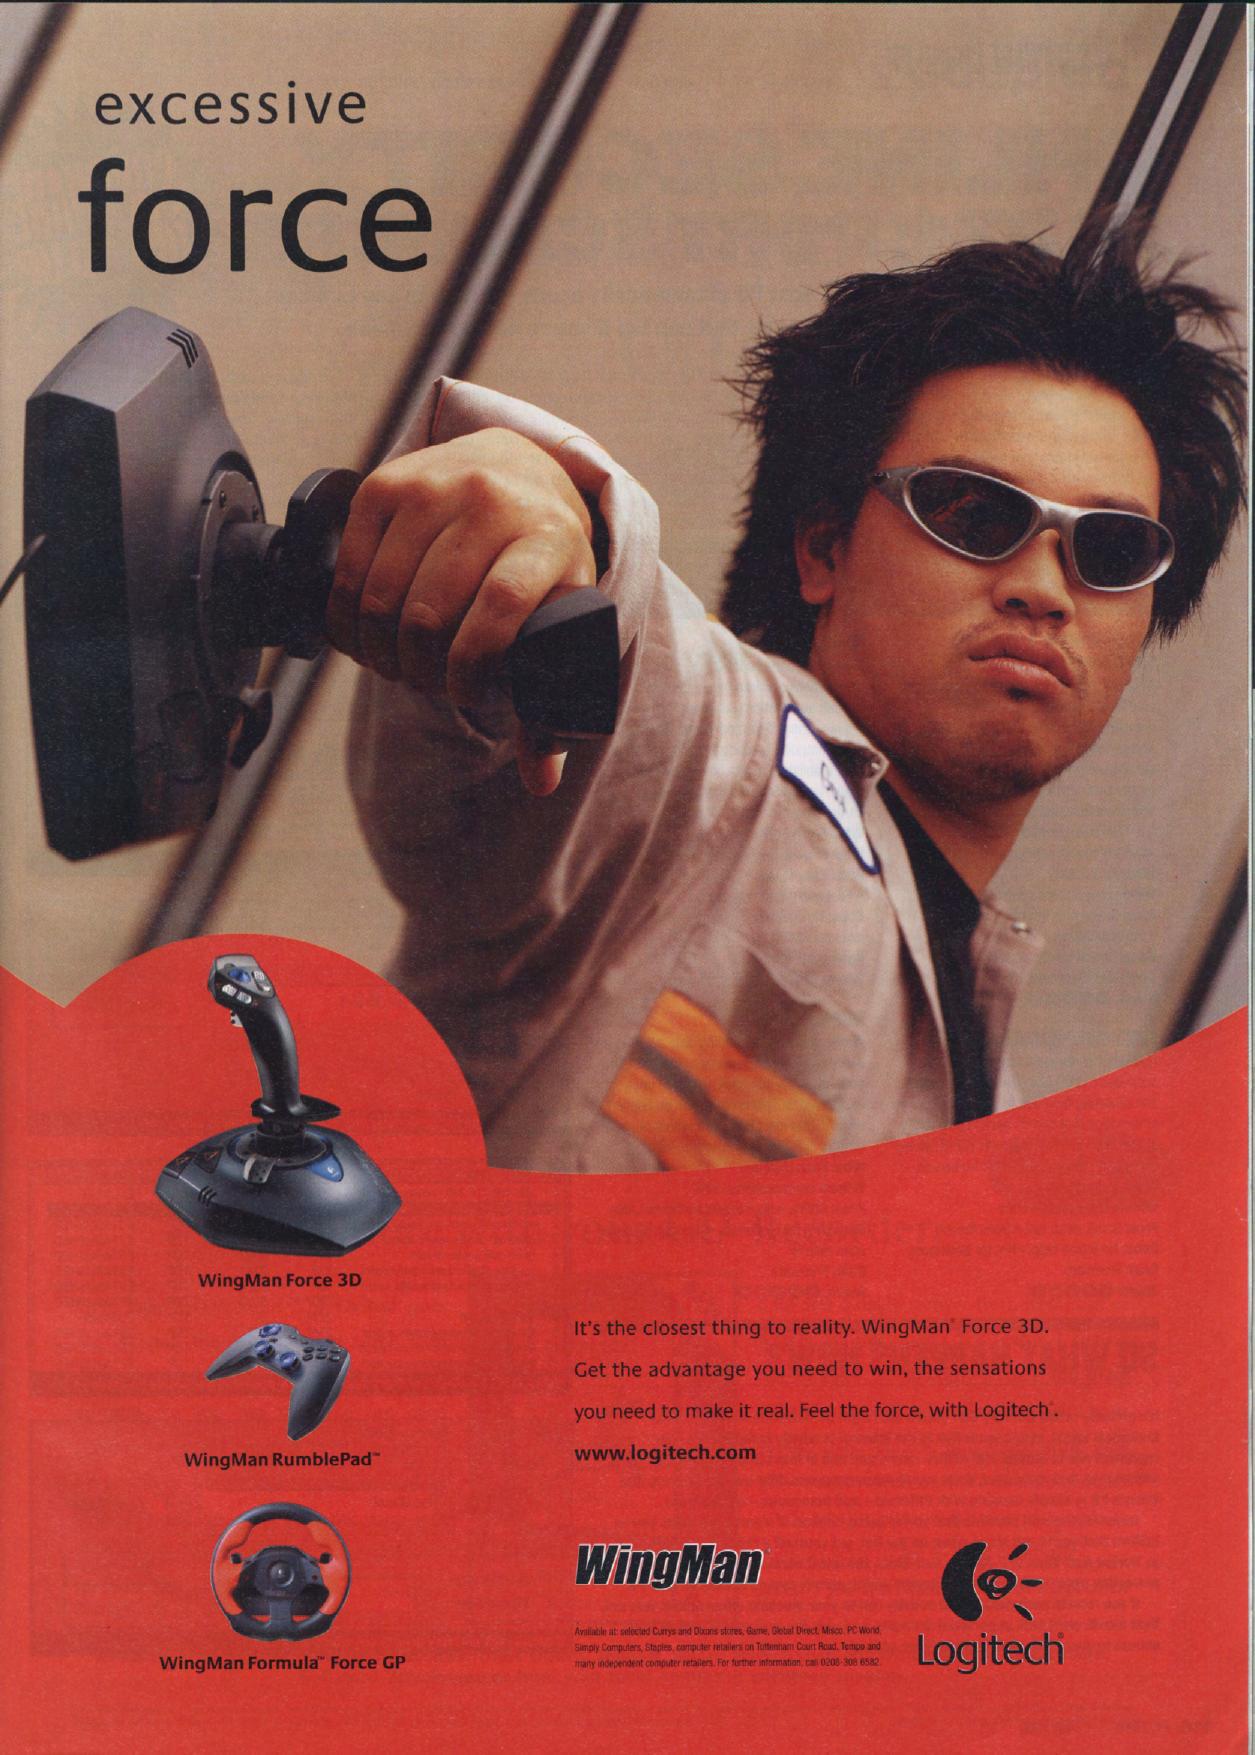 excessive
force
WingMan Force 3D
WingMan RumblePad™
WingMan Formula™ Force GP
It's the closest thing to reality. WingMan® Force 3D.
Get the advantage you need to win, the sensations
you need to make it real. Feel the force, with Logitech®.
www.logitech.com
WingMan
Available at: selected Currys and Dixons stores, Game, Global Direct, Misco, PC World,
Simply Computers, Staples, computer retailers on Tottenham Court Road, Tempo and
many independent computer retailers. For further information, call 0208-308 6582.
Logitech